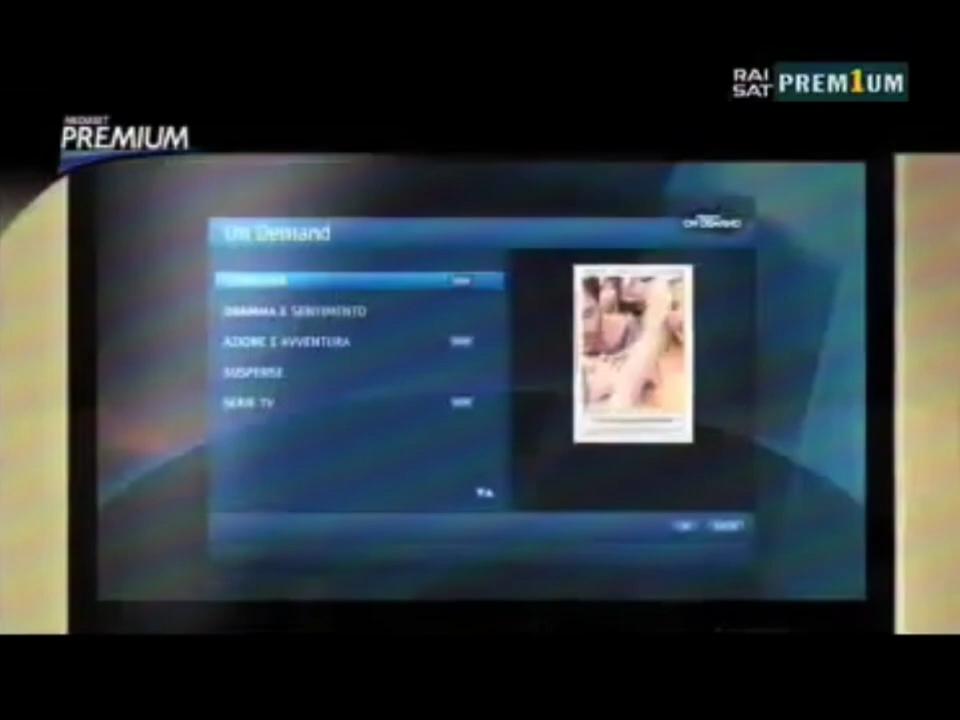 RAI
SAT
PREM1UM
MEDIASET
PREMIUM
On Demand
ON DEMAND
DRAMMA E SENTIMENTO
AZIONE E AVVENTURA
SUSPENSE
SERIE TV